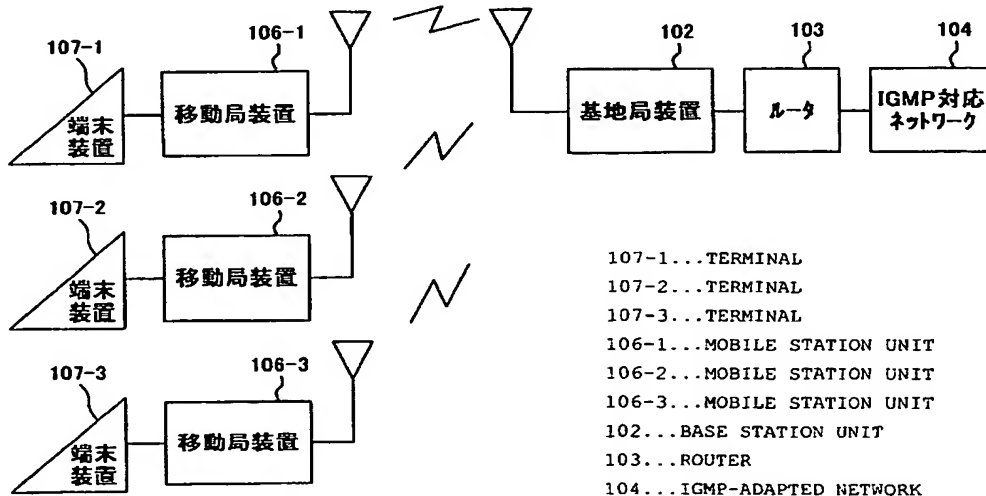 107-1
106-1
102
103
104
端末
装置
移動局装置
基地局装置
ルータ
IGMP対応
ネットワーク
107-2
106-2
端末
装置
移動局装置
107-3
106-3
端末
装置
移動局装置
107-1...TERMINAL
107-2...TERMINAL
107-3...TERMINAL
106-1...MOBILE STATION UNIT
106-2...MOBILE STATION UNIT
106-3...MOBILE STATION UNIT
102...BASE STATION UNIT
103...ROUTER
104...IGMP-ADAPTED NETWORK